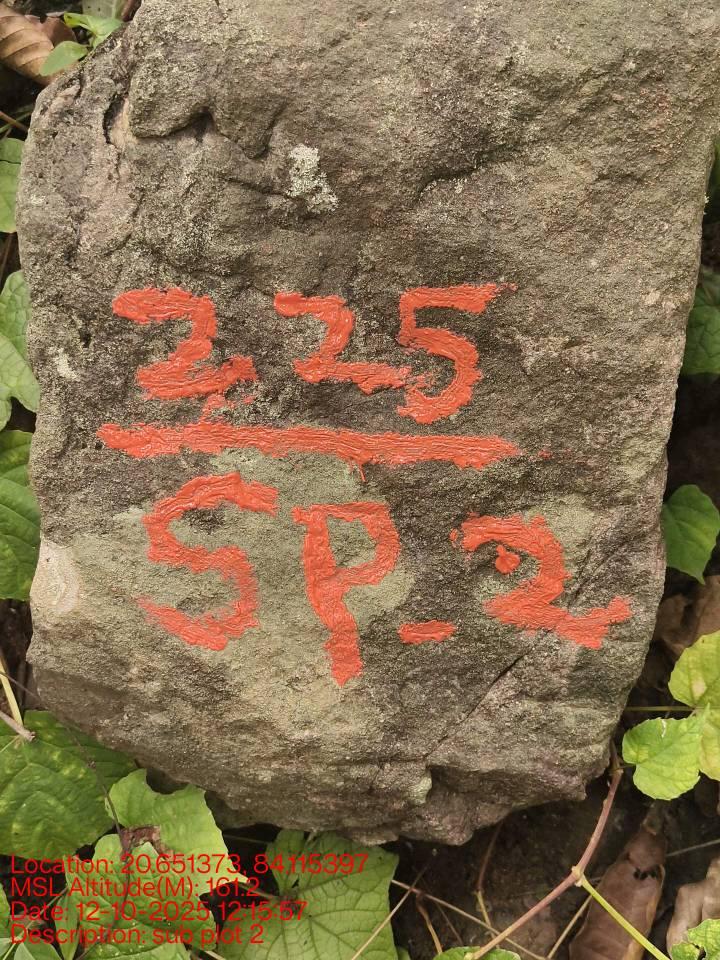 225
SP-2
Location: 20.651373, 84.115397
MSL Altitude(M): 161.2
Date: 12-10-2025 12:15:57
Description: sub plot 2